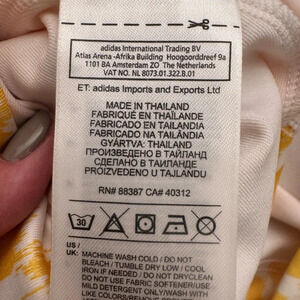 adidas International Trading BV
Atlas Arena -Afrika Building Hoogoorddreef 9a
1101 BA Amsterdam ZO The Netherlands
VAT NO. NL 8073.01.322.B.01
ET: adidas Imports and Exports Ltd
MADE IN THAILAND
FABRIQUÉ EN THAÏLANDE
FABRICADO EN TAILANDIA
FABRICADO NA TAILÂNDIA
GYÁRTVA: THAILAND
ПРОИЗВЕДЕНО В ТАЙЛАНД
СДЕЛАНО В ТАИЛАНДЕ
PROIZVEDENO U TAJLANDU
RN# 88387 CA# 40312
30
US /
UK: MACHINE WASH COLD / DO NOT
BLEACH / TUMBLE DRY LOW / COOL
IRON IF NEEDED / DO NOT DRYCLEAN
DO NOT USE FABRIC SOFTENER / USE
MILD DETERGENT ONLY / WASH WITH
LIKE COLORS / REMOVE